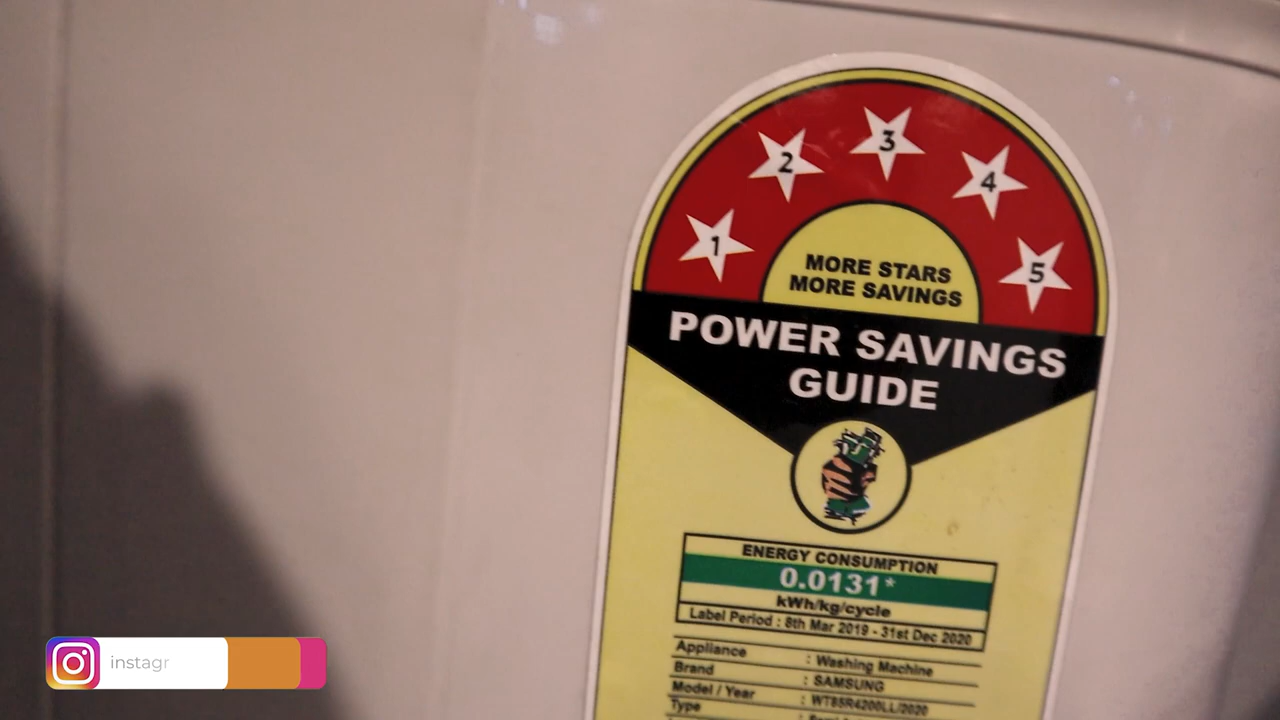 1
2
3
4
5
MORE STARS
MORE SAVINGS
POWER SAVINGS
GUIDE
ENERGY CONSUMPTION
0.0131*
kWh/kg/cycle
Label Period : 8th Mar 2019 - 31st Dec 2020
Appliance : Washing Machine
Brand : SAMSUNG
Model / Year : WT85R4200LL/2020
Type :
instagr